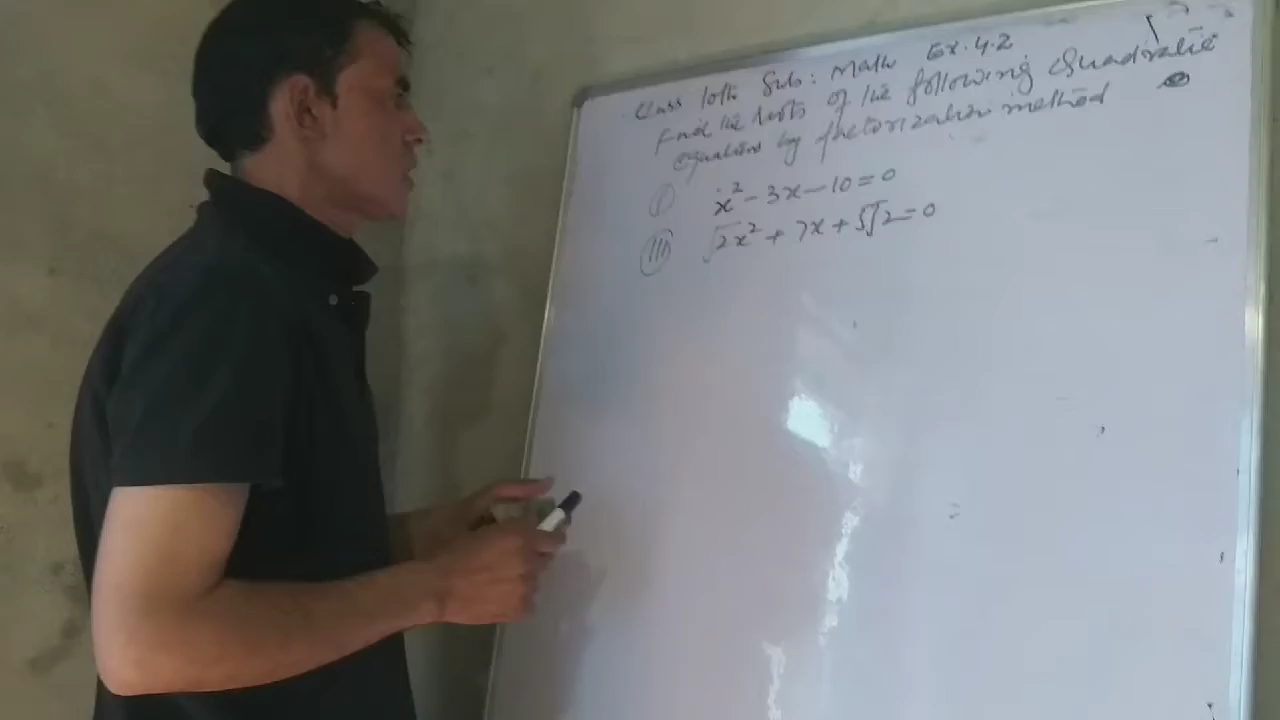 Class 10th Sub: Math Ex. 4.2
Find the roots of the following Quadratic
equations by factorization method
(i) x² - 3x - 10 = 0
(iii) √2x² + 7x + 5√2 = 0